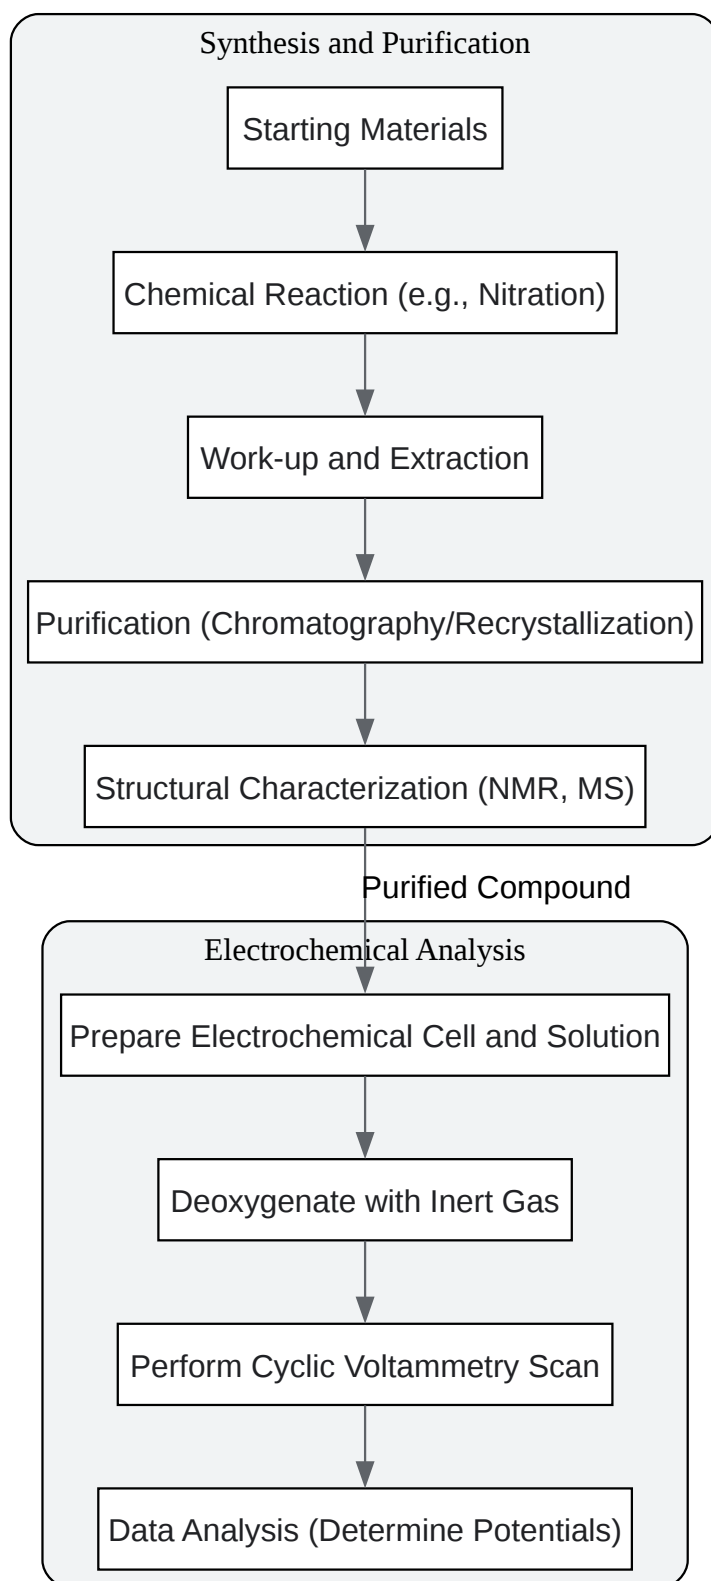 Synthesis and Purification
Starting Materials
Chemical Reaction (e.g., Nitration)
Work-up and Extraction
Purification (Chromatography/Recrystallization)
Structural Characterization (NMR, MS)
Purified Compound
Electrochemical Analysis
Prepare Electrochemical Cell and Solution
Deoxygenate with Inert Gas
Perform Cyclic Voltammetry Scan
Data Analysis (Determine Potentials)